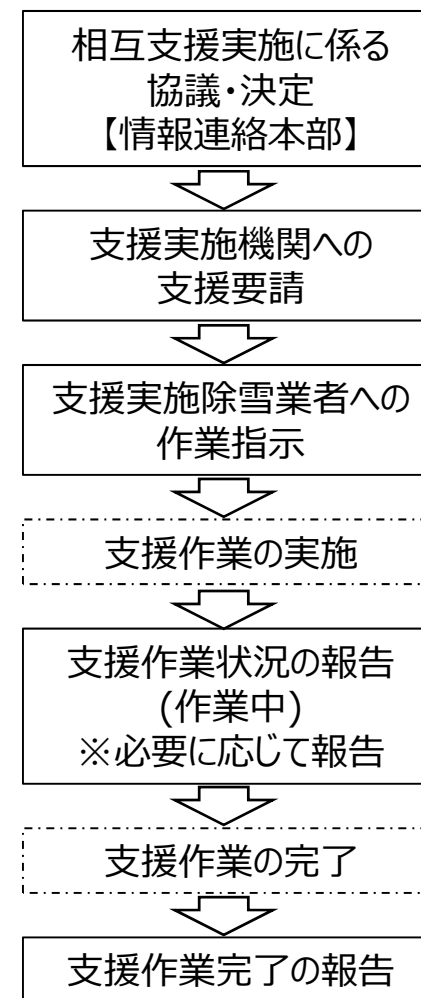 相互支援実施に係る
協議・決定
【情報連絡本部】
支援実施機関への
支援要請
支援実施除雪業者への
作業指示
支援作業の実施
支援作業状況の報告
(作業中)
※必要に応じて報告
支援作業の完了
支援作業完了の報告